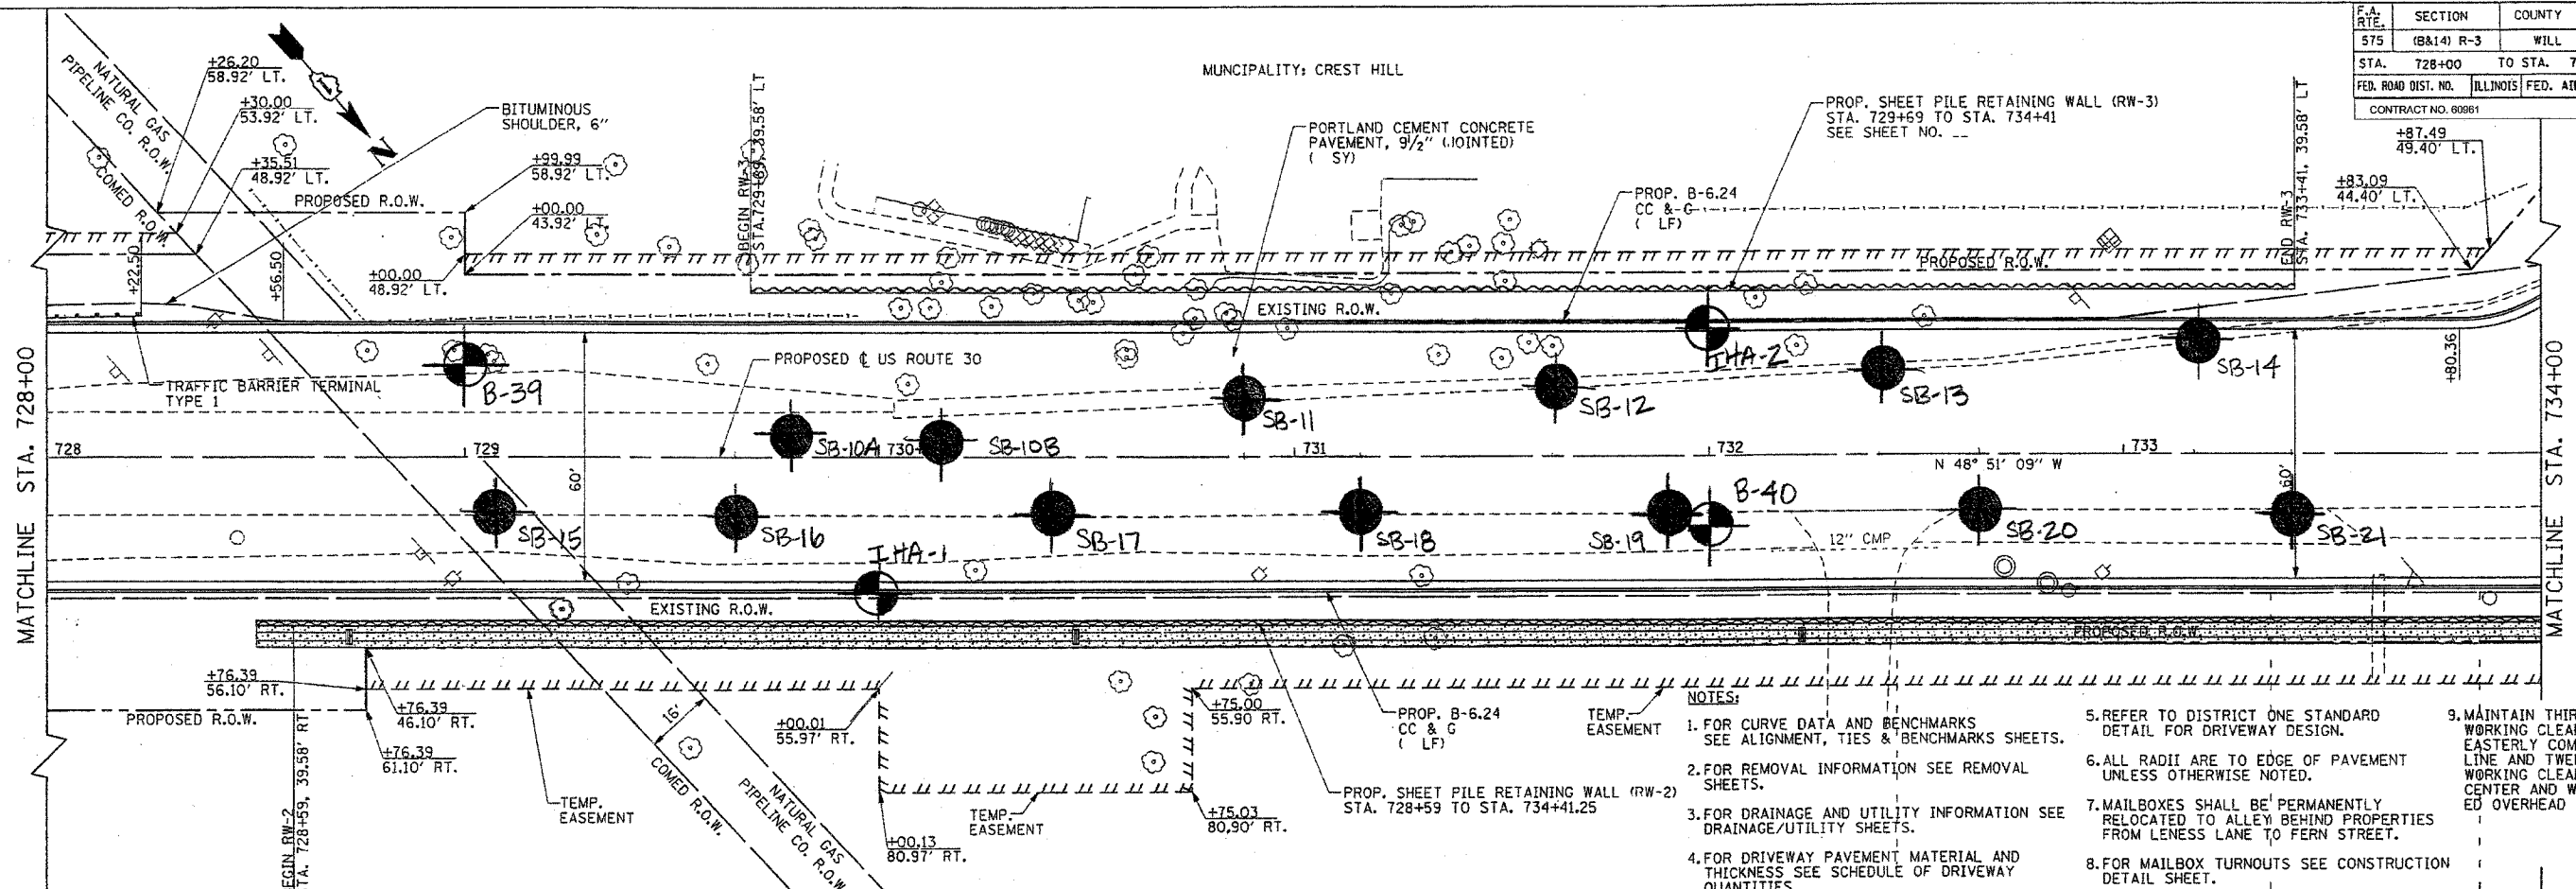 F.A. RTE. SECTION COUNTY
575 (B&14) R-3 WILL
STA. 728+00 TO STA. 7
FED. ROAD DIST. NO. ILLINOIS FED. AID
CONTRACT NO. 60961
MUNCIPALITY: CREST HILL
NATURAL GAS
PIPELINE CO. R.O.W.
COMED R.O.W.
+26.20
58.92' LT.
+30.00
53.92' LT.
+35.51
48.92' LT.
N
BITUMINOUS
SHOULDER, 6"
PROPOSED R.O.W.
+99.99
58.92' LT.
+00.00
43.92' LT.
+00.00
48.92' LT.
+22.50
+56.50
BEGIN RW-3
STA. 729+69, 39.58' LT
PORTLAND CEMENT CONCRETE
PAVEMENT, 9 1/2" (JOINTED)
( SY)
PROP. SHEET PILE RETAINING WALL (RW-3)
STA. 729+69 TO STA. 734+41
SEE SHEET NO. __
PROP. B-6.24
CC & G
( LF)
END RW-3
STA. 733+41, 39.58' LT
+87.49
49.40' LT.
+83.09
44.40' LT.
PROPOSED R.O.W.
EXISTING R.O.W.
+80.36
TRAFFIC BARRIER TERMINAL
TYPE 1
PROPOSED ℄ US ROUTE 30
B-39
SB-10A
SB-10B
SB-11
SB-12
IHA-2
SB-13
SB-14
728
729
730
731
732
733
N 48° 51' 09" W
60'
60'
MATCHLINE STA. 728+00
MATCHLINE STA. 734+00
SB-15
SB-16
IHA-1
SB-17
SB-18
SB-19
B-40
12" CMP
SB-20
SB-21
EXISTING R.O.W.
PROPOSED R.O.W.
+76.39
56.10' RT.
PROPOSED R.O.W.
+76.39
46.10' RT.
+76.39
61.10' RT.
BEGIN RW-2
STA. 728+59, 39.58' RT
TEMP.
EASEMENT
16'
COMED R.O.W.
NATURAL GAS
PIPELINE CO. R.O.W.
+00.01
55.97' RT.
+00.13
80.97' RT.
TEMP.
EASEMENT
+75.00
55.90 RT.
+75.03
80.90' RT.
PROP. B-6.24
CC & G
( LF)
PROP. SHEET PILE RETAINING WALL (RW-2)
STA. 728+59 TO STA. 734+41.25
TEMP.
EASEMENT
NOTES:
1. FOR CURVE DATA AND BENCHMARKS
SEE ALIGNMENT, TIES & BENCHMARKS SHEETS.
2. FOR REMOVAL INFORMATION SEE REMOVAL
SHEETS.
3. FOR DRAINAGE AND UTILITY INFORMATION SEE
DRAINAGE/UTILITY SHEETS.
4. FOR DRIVEWAY PAVEMENT MATERIAL AND
THICKNESS SEE SCHEDULE OF DRIVEWAY
QUANTITIES
5. REFER TO DISTRICT ONE STANDARD
DETAIL FOR DRIVEWAY DESIGN.
6. ALL RADII ARE TO EDGE OF PAVEMENT
UNLESS OTHERWISE NOTED.
7. MAILBOXES SHALL BE PERMANENTLY
RELOCATED TO ALLEY BEHIND PROPERTIES
FROM LENESS LANE TO FERN STREET.
8. FOR MAILBOX TURNOUTS SEE CONSTRUCTION
DETAIL SHEET.
9. MAINTAIN THIR
WORKING CLEA
EASTERLY COM
LINE AND TWE
WORKING CLEA
CENTER AND W
ED OVERHEAD